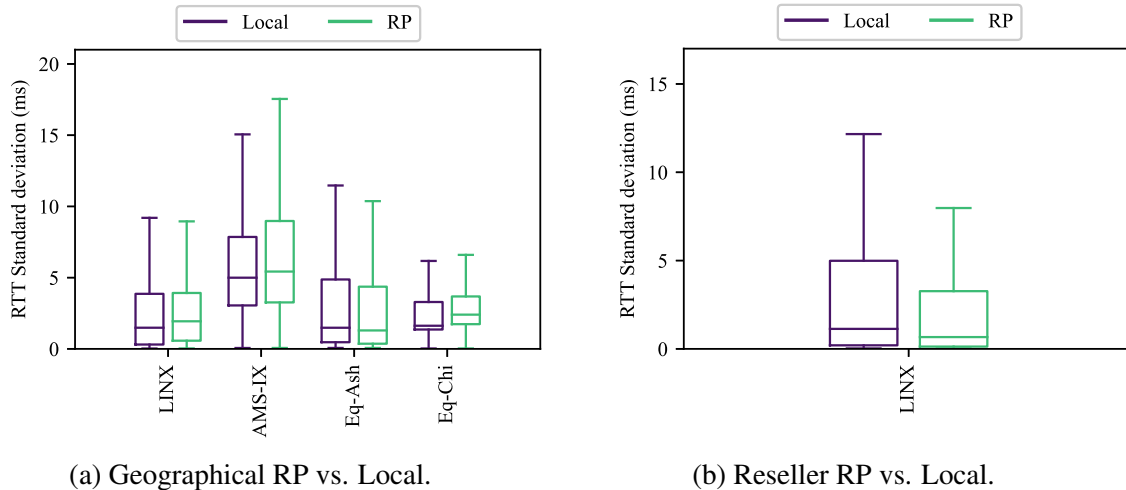 Local RP
RTT Standard deviation (ms)
20
15
10
5
0
LINX
AMS-IX
Eq-Ash
Eq-Chi
(a) Geographical RP vs. Local.
Local RP
RTT Standard deviation (ms)
15
10
5
0
LINX
(b) Reseller RP vs. Local.